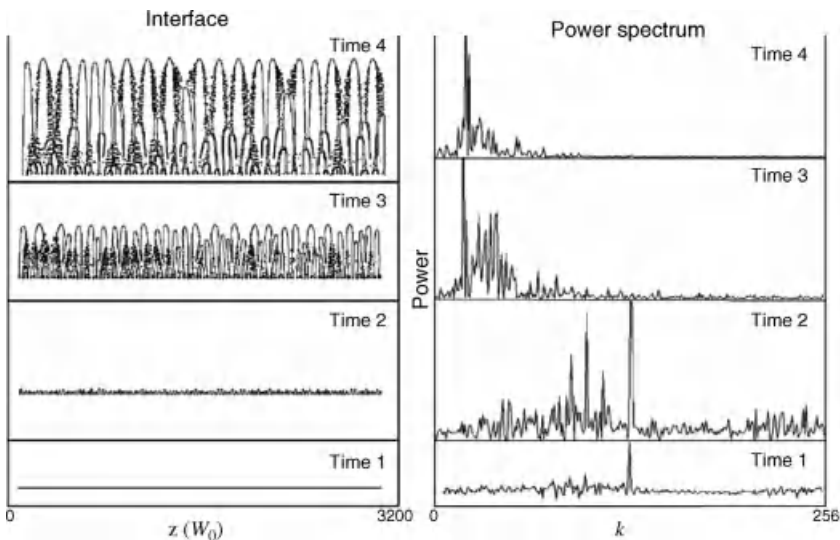 Interface
Time 4
Time 3
Time 2
Time 1
0
3200
z (W₀)
Power spectrum
Power
Time 4
Time 3
Time 2
Time 1
0
256
k